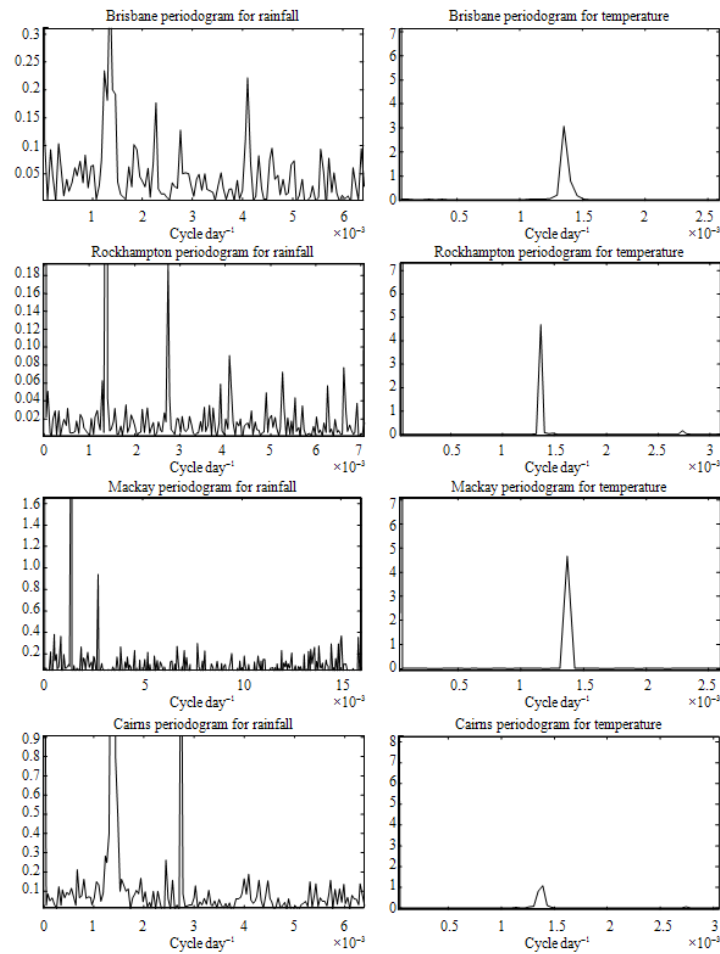 Brisbane periodogram for rainfall
0.3
0.25
0.2
0.15
0.1
0.05
1 2 3 4 5 6
Cycle day⁻¹ ×10⁻³
Brisbane periodogram for temperature
7
6
5
4
3
2
1
0
0.5 1 1.5 2 2.5
Cycle day⁻¹ ×10⁻³
Rockhampton periodogram for rainfall
0.18
0.16
0.14
0.12
0.10
0.08
0.06
0.04
0.02
0 1 2 3 4 5 6 7
Cycle day⁻¹ ×10⁻³
Rockhampton periodogram for temperature
7
6
5
4
3
2
1
0
0.5 1 1.5 2 2.5 3
Cycle day⁻¹ ×10⁻³
Mackay periodogram for rainfall
1.6
1.4
1.2
1.0
0.8
0.6
0.4
0.2
0 5 10 15
Cycle day⁻¹ ×10⁻³
Mackay periodogram for temperature
7
6
5
4
3
2
1
0
0.5 1 1.5 2 2.5
Cycle day⁻¹ ×10⁻³
Cairns periodogram for rainfall
0.9
0.8
0.7
0.6
0.5
0.4
0.3
0.2
0.1
0 1 2 3 4 5 6
Cycle day⁻¹ ×10⁻³
Cairns periodogram for temperature
8
7
6
5
4
3
2
1
0
0.5 1 1.5 2 2.5 3
Cycle day⁻¹ ×10⁻³